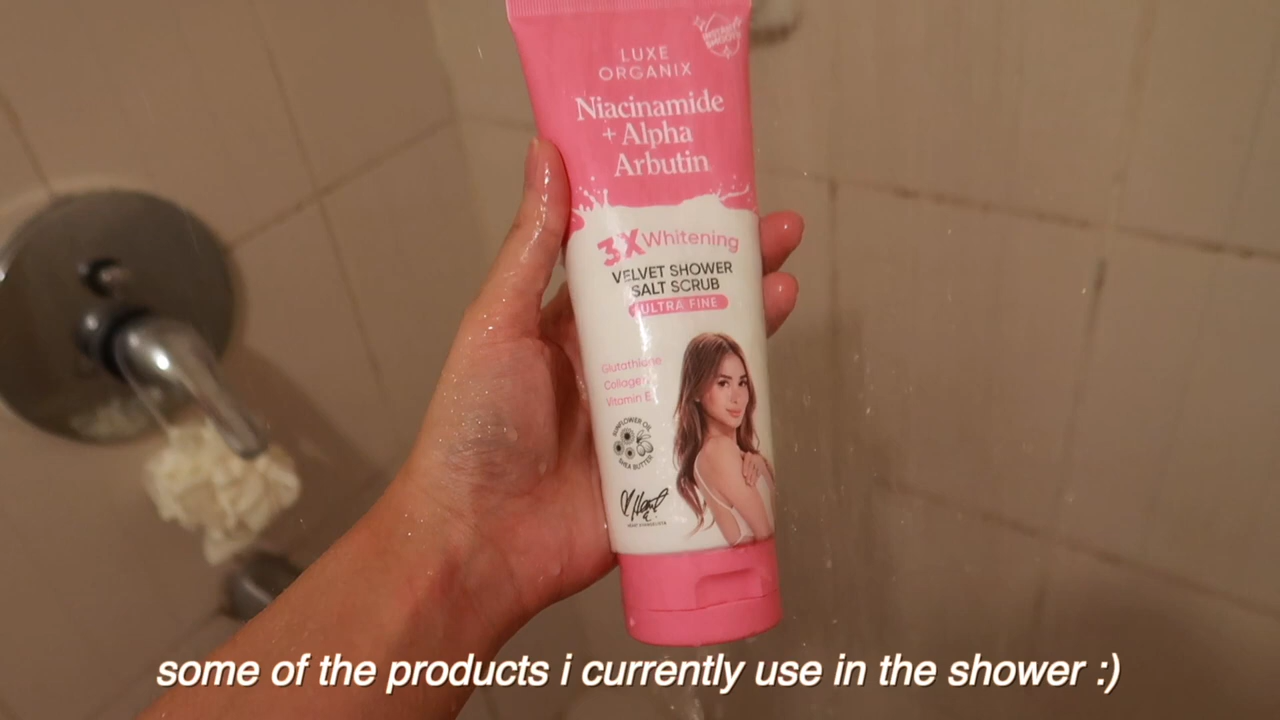 LUXE
ORGANIX
Niacinamide
+ Alpha
Arbutin
3X Whitening
VELVET SHOWER
SALT SCRUB
ULTRA FINE
Glutathione
Collagen
Vitamin E
SUNFLOWER OIL
SHEA BUTTER
some of the products i currently use in the shower :)